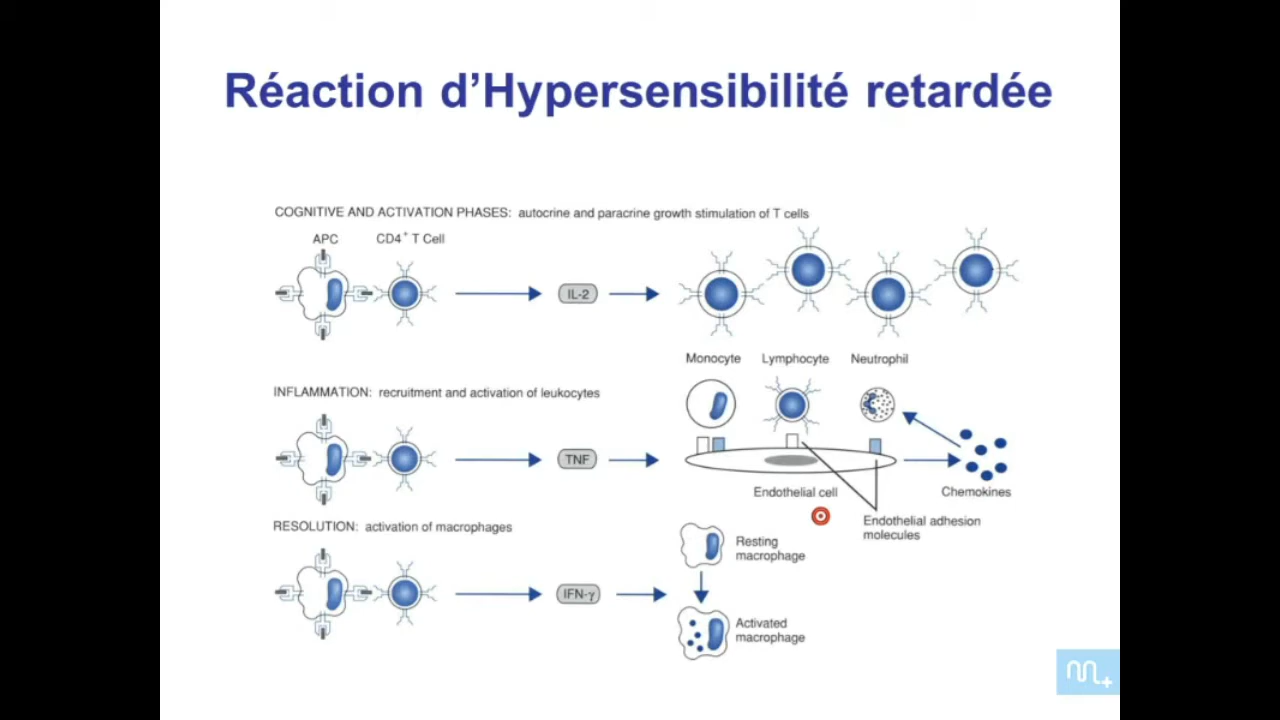 Réaction d’Hypersensibilité retardée
COGNITIVE AND ACTIVATION PHASES: autocrine and paracrine growth stimulation of T cells
APC
CD4+ T Cell
IL-2
Monocyte
Lymphocyte
Neutrophil
INFLAMMATION: recruitment and activation of leukocytes
TNF
Endothelial cell
Chemokines
Endothelial adhesion
molecules
RESOLUTION: activation of macrophages
Resting
macrophage
IFN-γ
Activated
macrophage